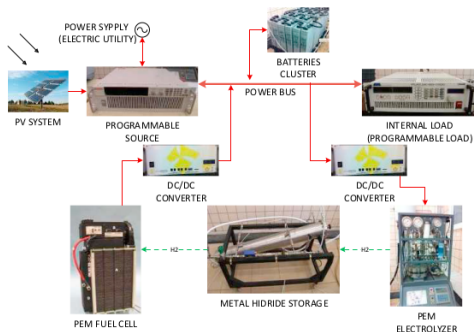 POWER SYPPLY
(ELECTRIC UTILITY)
BATTERIES
CLUSTER
POWER BUS
PV SYSTEM
PROGRAMMABLE
SOURCE
INTERNAL LOAD
(PROGRAMMABLE LOAD)
DC/DC
CONVERTER
DC/DC
CONVERTER
H2
H2
PEM FUEL CELL
METAL HIDRIDE STORAGE
PEM
ELECTROLYZER